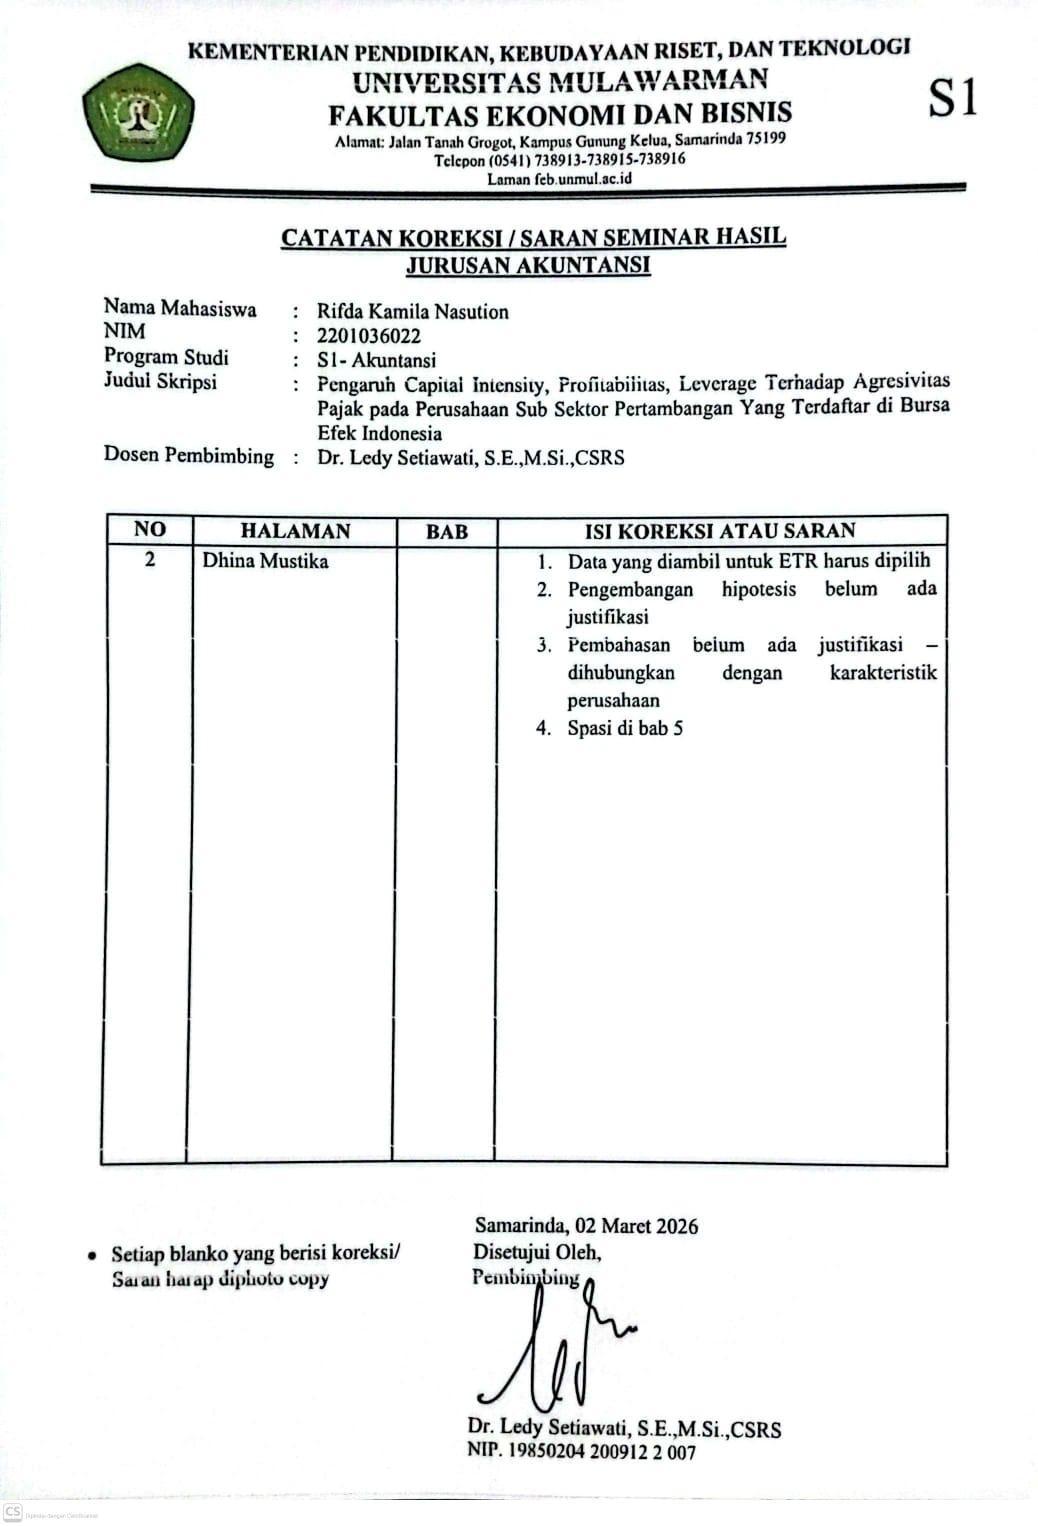 KEMENTERIAN PENDIDIKAN, KEBUDAYAAN RISET, DAN TEKNOLOGI
UNIVERSITAS MULAWARMAN
FAKULTAS EKONOMI DAN BISNIS
S1
Alamat: Jalan Tanah Grogot, Kampus Gunung Kelua, Samarinda 75199
Telepon (0541) 738913-738915-738916
Laman feb.unmul.ac.id
CATATAN KOREKSI / SARAN SEMINAR HASIL
JURUSAN AKUNTANSI
Nama Mahasiswa : Rifda Kamila Nasution
NIM : 2201036022
Program Studi : S1- Akuntansi
Judul Skripsi : Pengaruh Capital Intensity, Profitabilitas, Leverage Terhadap Agresivitas
Pajak pada Perusahaan Sub Sektor Pertambangan Yang Terdaftar di Bursa
Efek Indonesia
Dosen Pembimbing : Dr. Ledy Setiawati, S.E.,M.Si.,CSRS
NO HALAMAN BAB ISI KOREKSI ATAU SARAN
2 Dhina Mustika 1. Data yang diambil untuk ETR harus dipilih
2. Pengembangan hipotesis belum ada
justifikasi
3. Pembahasan belum ada justifikasi –
dihubungkan dengan karakteristik
perusahaan
4. Spasi di bab 5
Samarinda, 02 Maret 2026
• Setiap blanko yang berisi koreksi/ Disetujui Oleh,
Saran harap diphoto copy Pembimbing
Dr. Ledy Setiawati, S.E.,M.Si.,CSRS
NIP. 19850204 200912 2 007
CS Dipindai dengan CamScanner